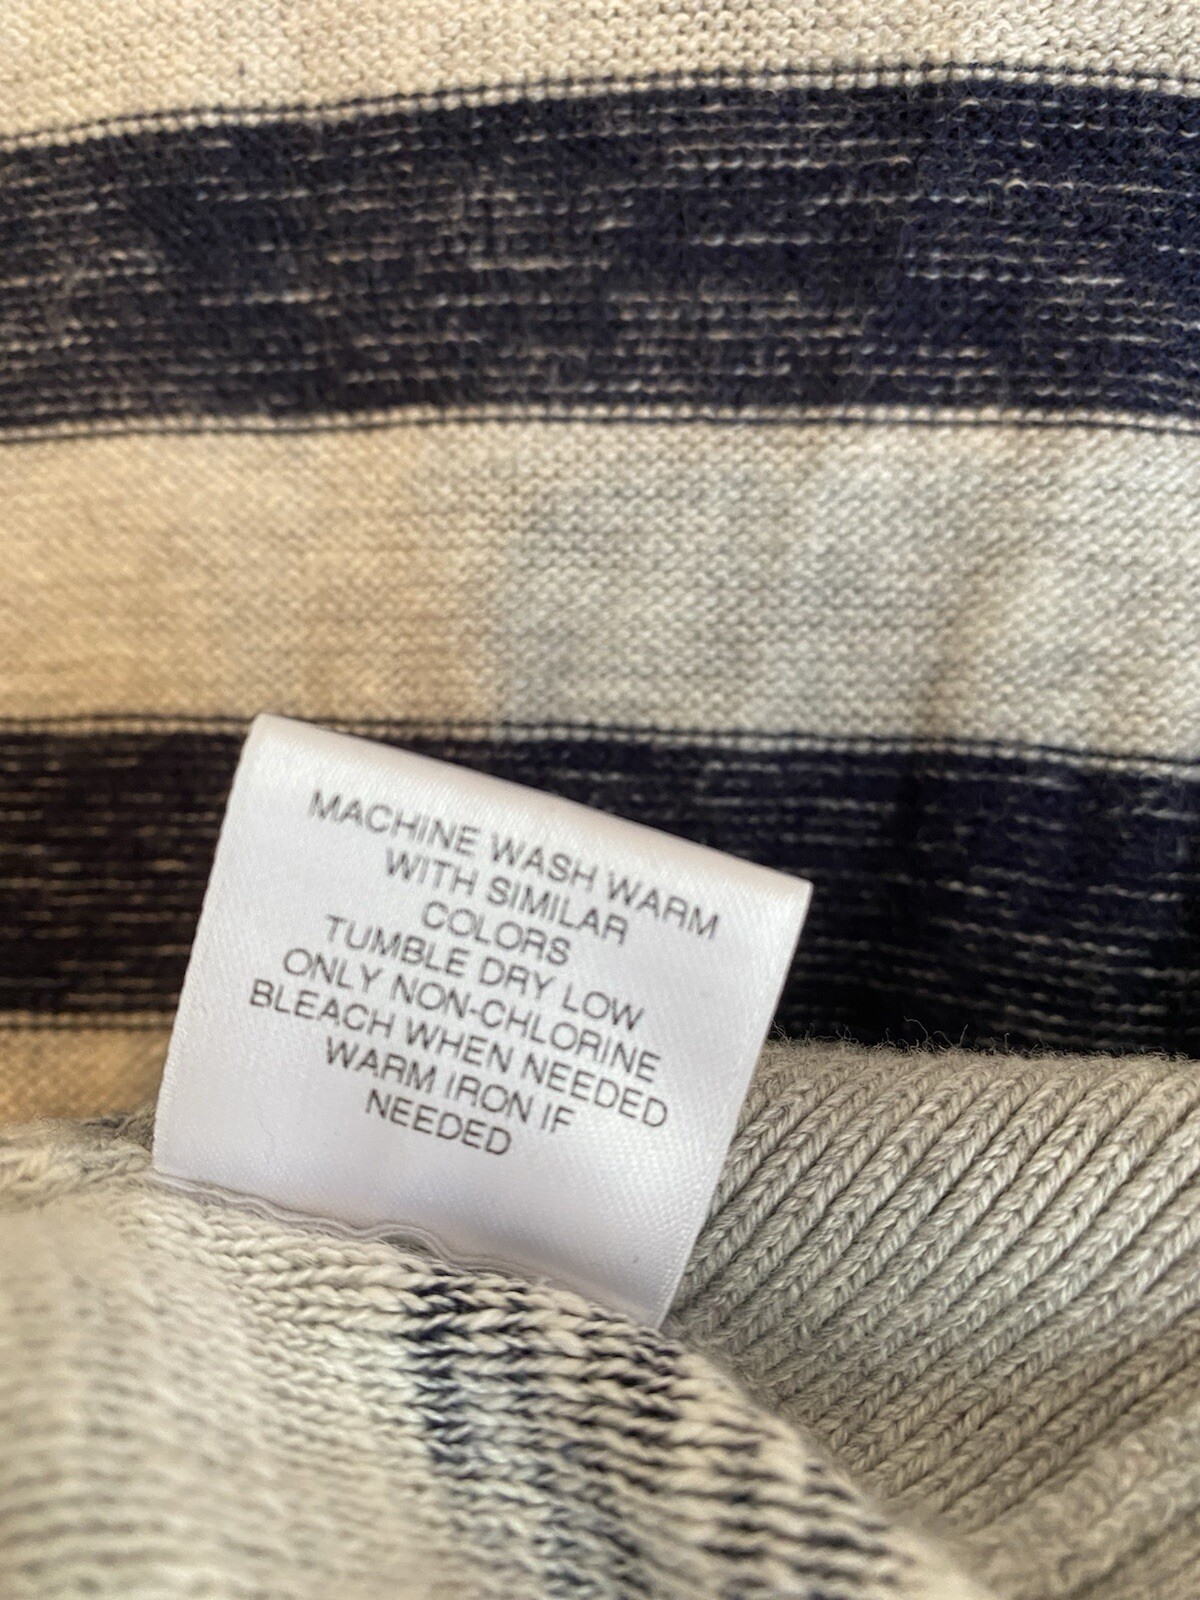 MACHINE WASH WARM
WITH SIMILAR
COLORS
TUMBLE DRY LOW
ONLY NON-CHLORINE
BLEACH WHEN NEEDED
WARM IRON IF
NEEDED